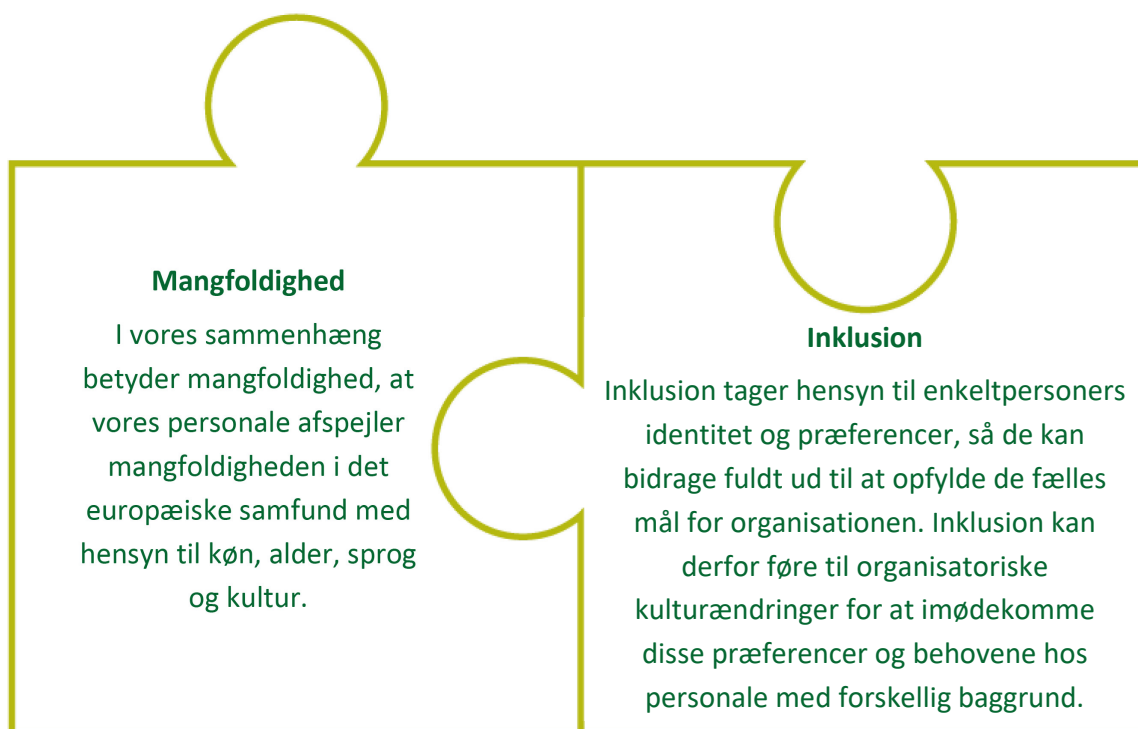 Mangfoldighed
I vores sammenhæng
betyder mangfoldighed, at
vores personale afspejler
mangfoldigheden i det
europæiske samfund med
hensyn til køn, alder, sprog
og kultur.
Inklusion
Inklusion tager hensyn til enkeltpersoners
identitet og præferencer, så de kan
bidrage fuldt ud til at opfylde de fælles
mål for organisationen. Inklusion kan
derfor føre til organisatoriske
kulturændringer for at imødekomme
disse præferencer og behovene hos
personale med forskellig baggrund.